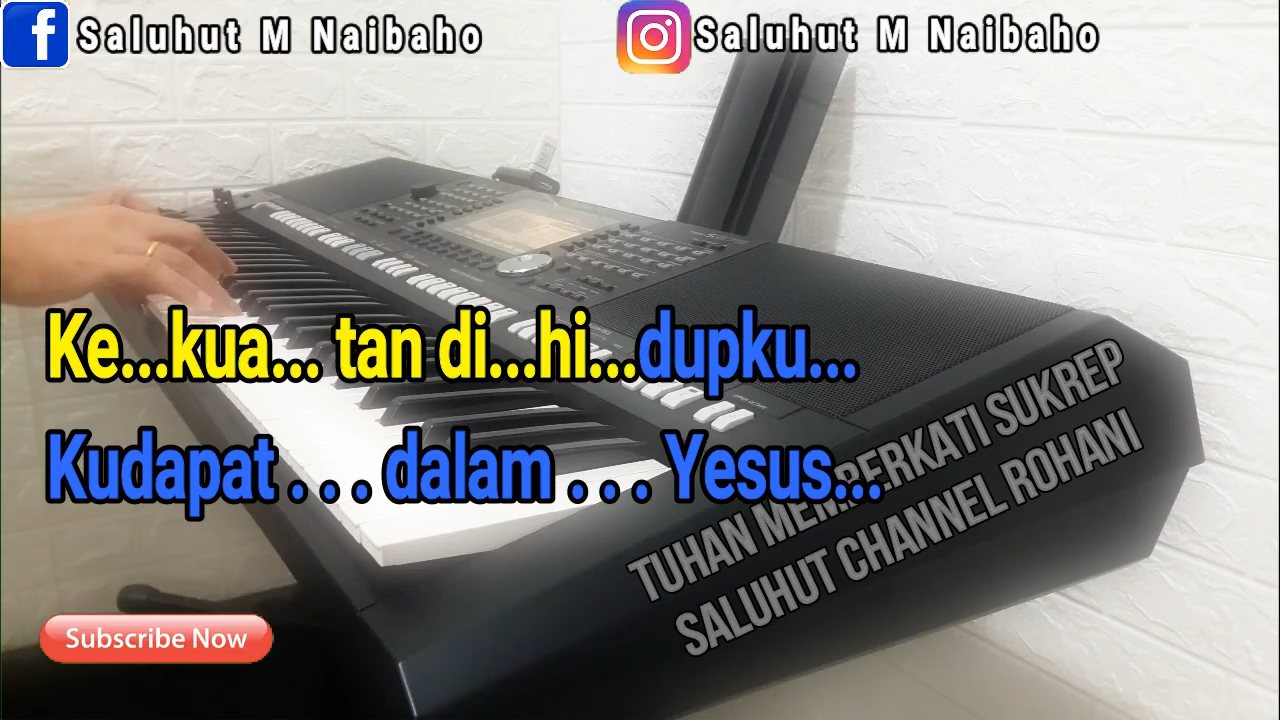 Saluhut M Naibaho
Saluhut M Naibaho
Ke...kua... tan di...hi...dupku...
Kudapat . . . dalam . . . Yesus...
TUHAN MEMBERKATI SUKREP
SALUHUT CHANNEL ROHANI
Subscribe Now